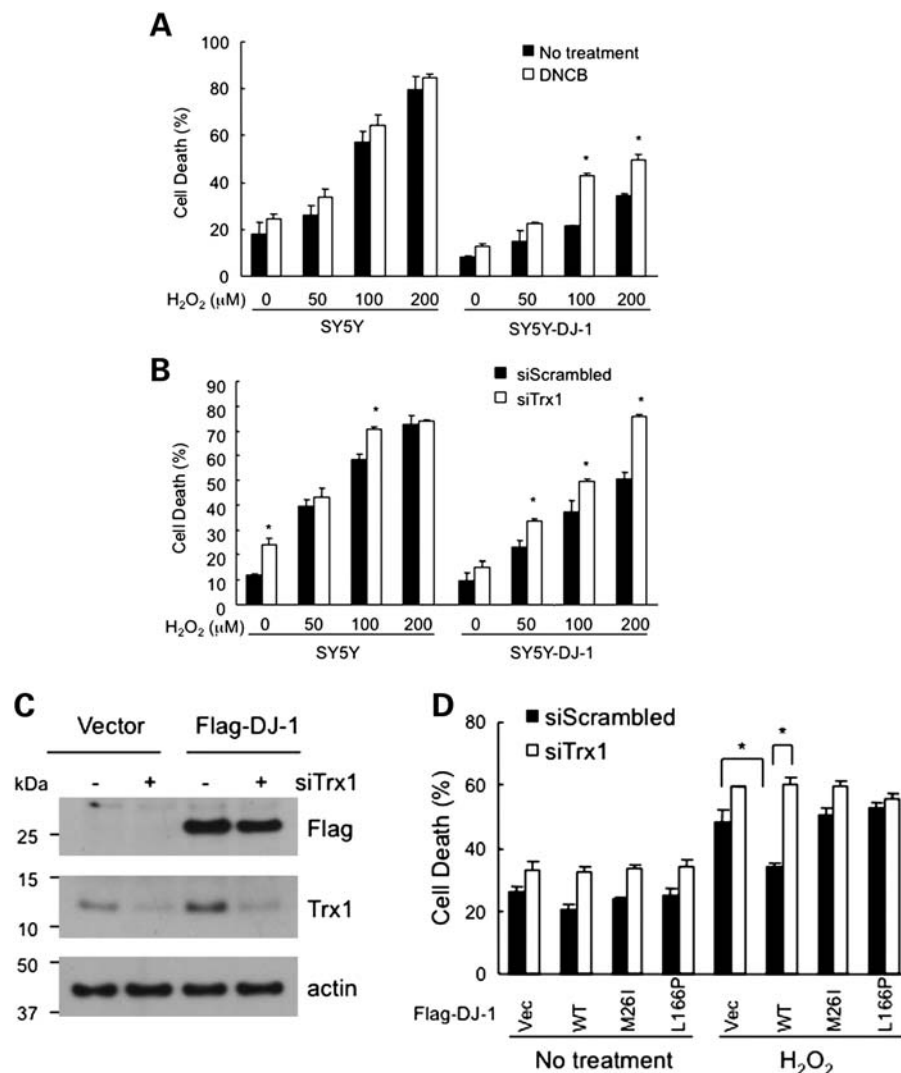 A
100
80
60
40
20
0
Cell Death (%)
No treatment
DNCB
* *
H₂O₂ (μM) 0 50 100 200 0 50 100 200
SY5Y SY5Y-DJ-1
B
90
80
70
60
50
40
30
20
10
0
Cell Death (%)
siScrambled
siTrx1
* * * * *
H₂O₂ (μM) 0 50 100 200 0 50 100 200
SY5Y SY5Y-DJ-1
C
Vector Flag-DJ-1
kDa - + - + siTrx1
25 Flag
15
10 Trx1
50
37 actin
D
80
60
40
20
0
Cell Death (%)
siScrambled
siTrx1
* *
Flag-DJ-1 Vec WT M26I L166P Vec WT M26I L166P
No treatment H₂O₂